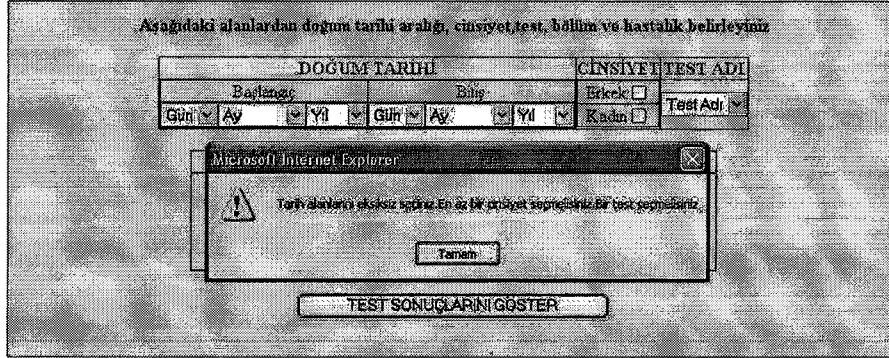 Aşağıdaki alanlardan doğum tarihi aralığı, cinsiyet,test, bölüm ve hastalık belirleyiniz
DOĞUM TARİHİ CİNSİYET TEST ADI
Başlangıç Bitiş Erkek
Gün Ay Yıl Gün Ay Yıl Kadın Test Adı
Microsoft Internet Explorer
Tarih alanlarını eksiksiz seçiniz.En az bir cinsiyet seçmelisiniz.Bir test seçmelisiniz.
Tamam
TEST SONUÇLARINI GÖSTER